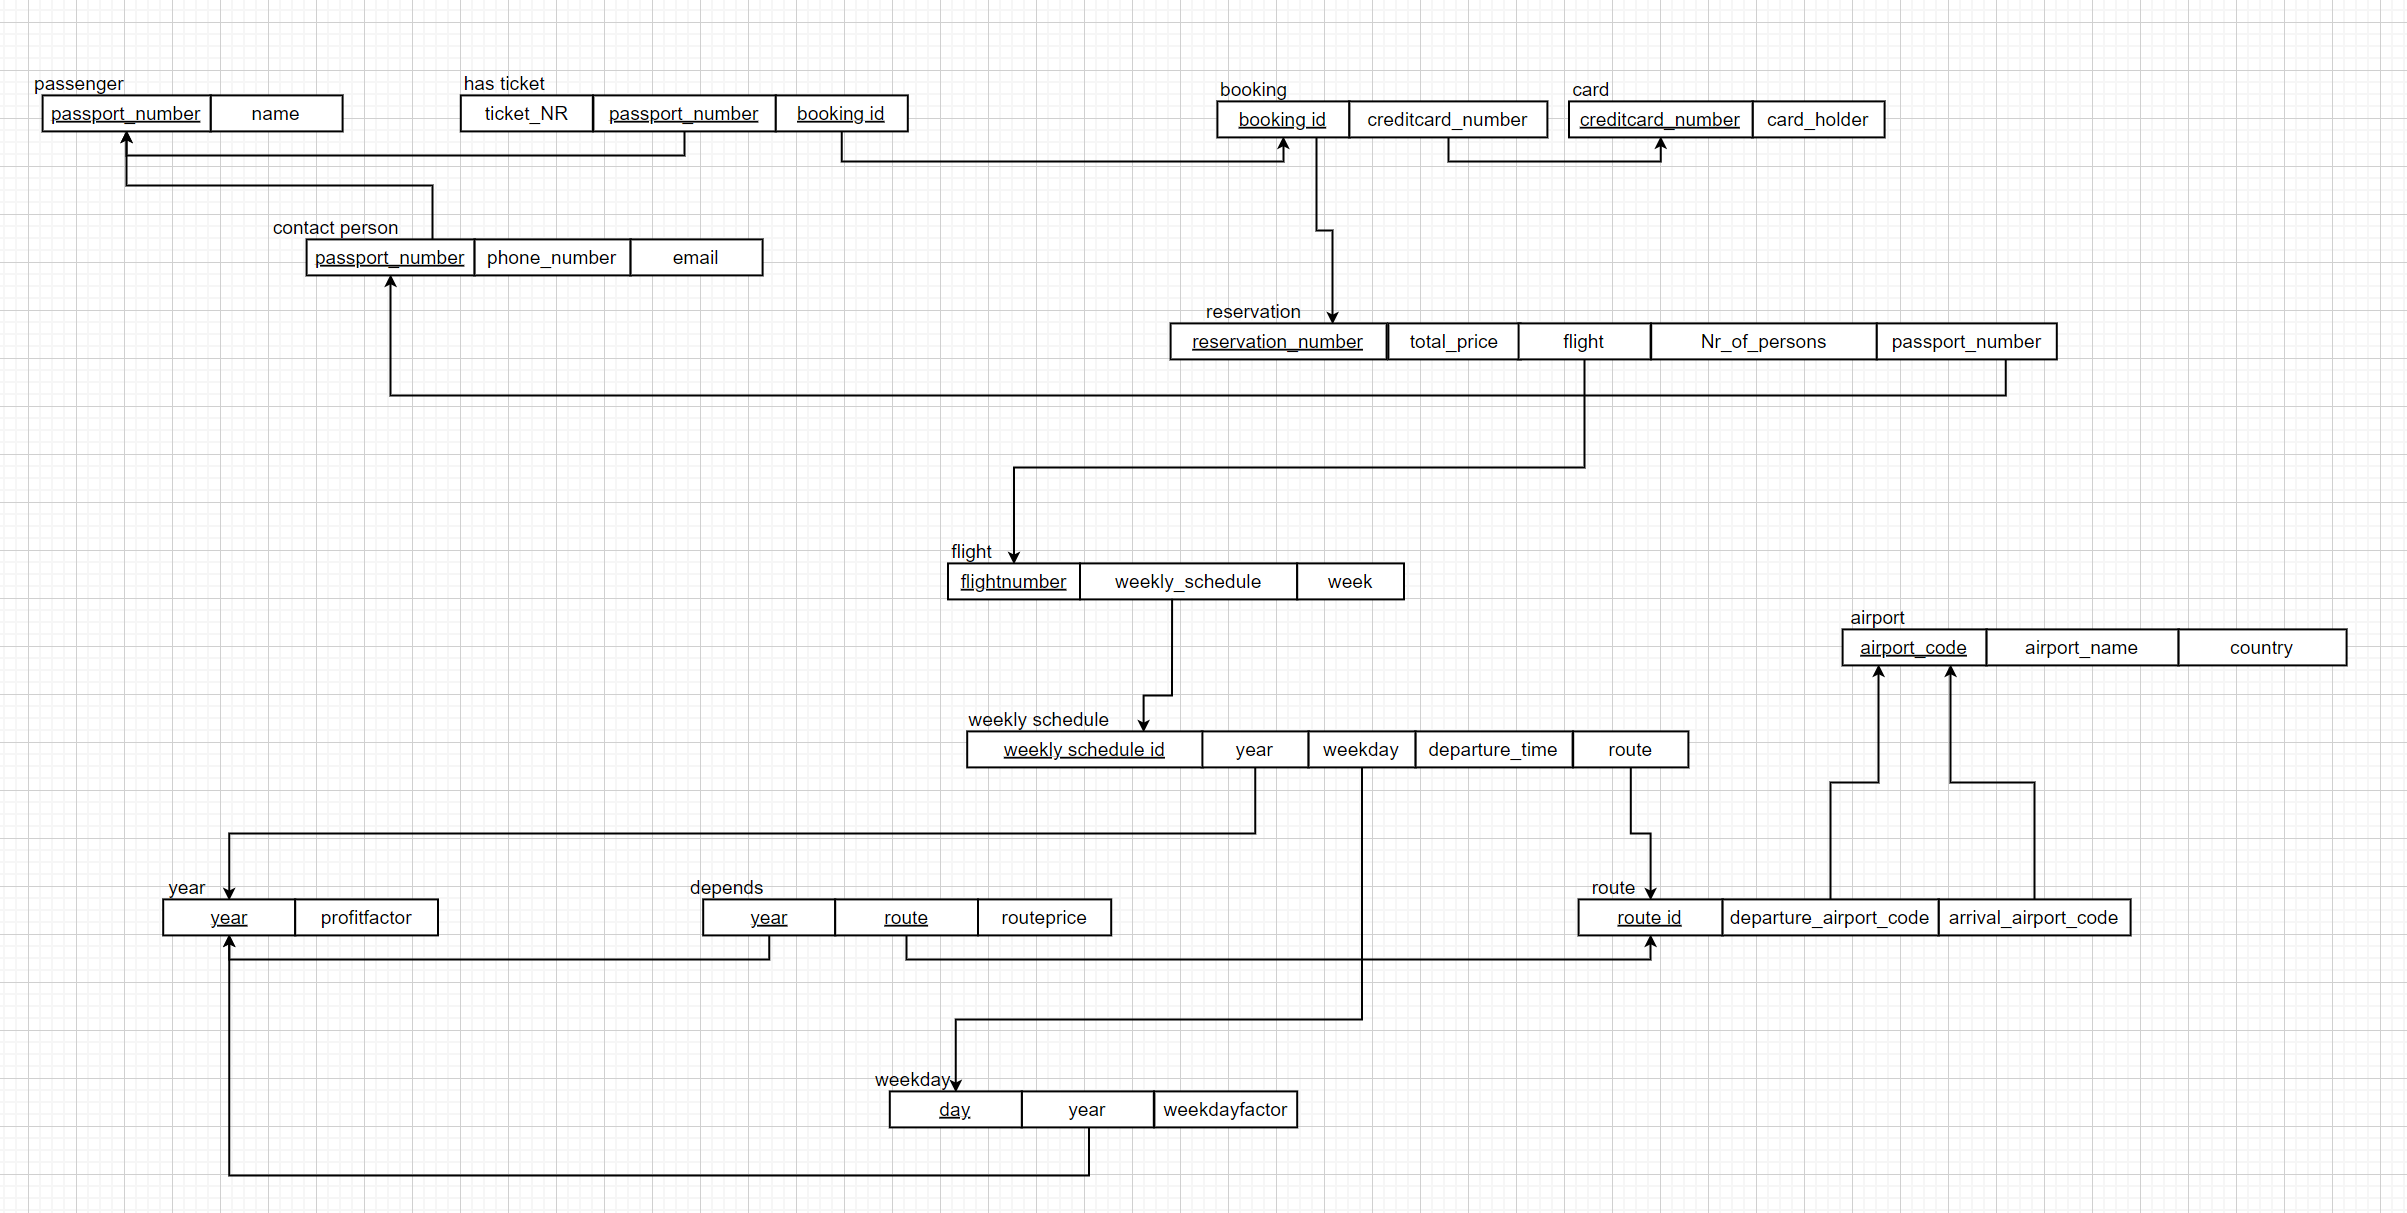 passenger
passport_number name
has ticket
ticket_NR passport_number booking id
booking
booking id creditcard_number
card
creditcard_number card_holder
contact person
passport_number phone_number email
reservation
reservation_number total_price flight Nr_of_persons passport_number
flight
flightnumber weekly_schedule week
airport
airport_code airport_name country
weekly schedule
weekly schedule id year weekday departure_time route
year
year profitfactor
depends
year route routeprice
route
route id departure_airport_code arrival_airport_code
weekday
day year weekdayfactor